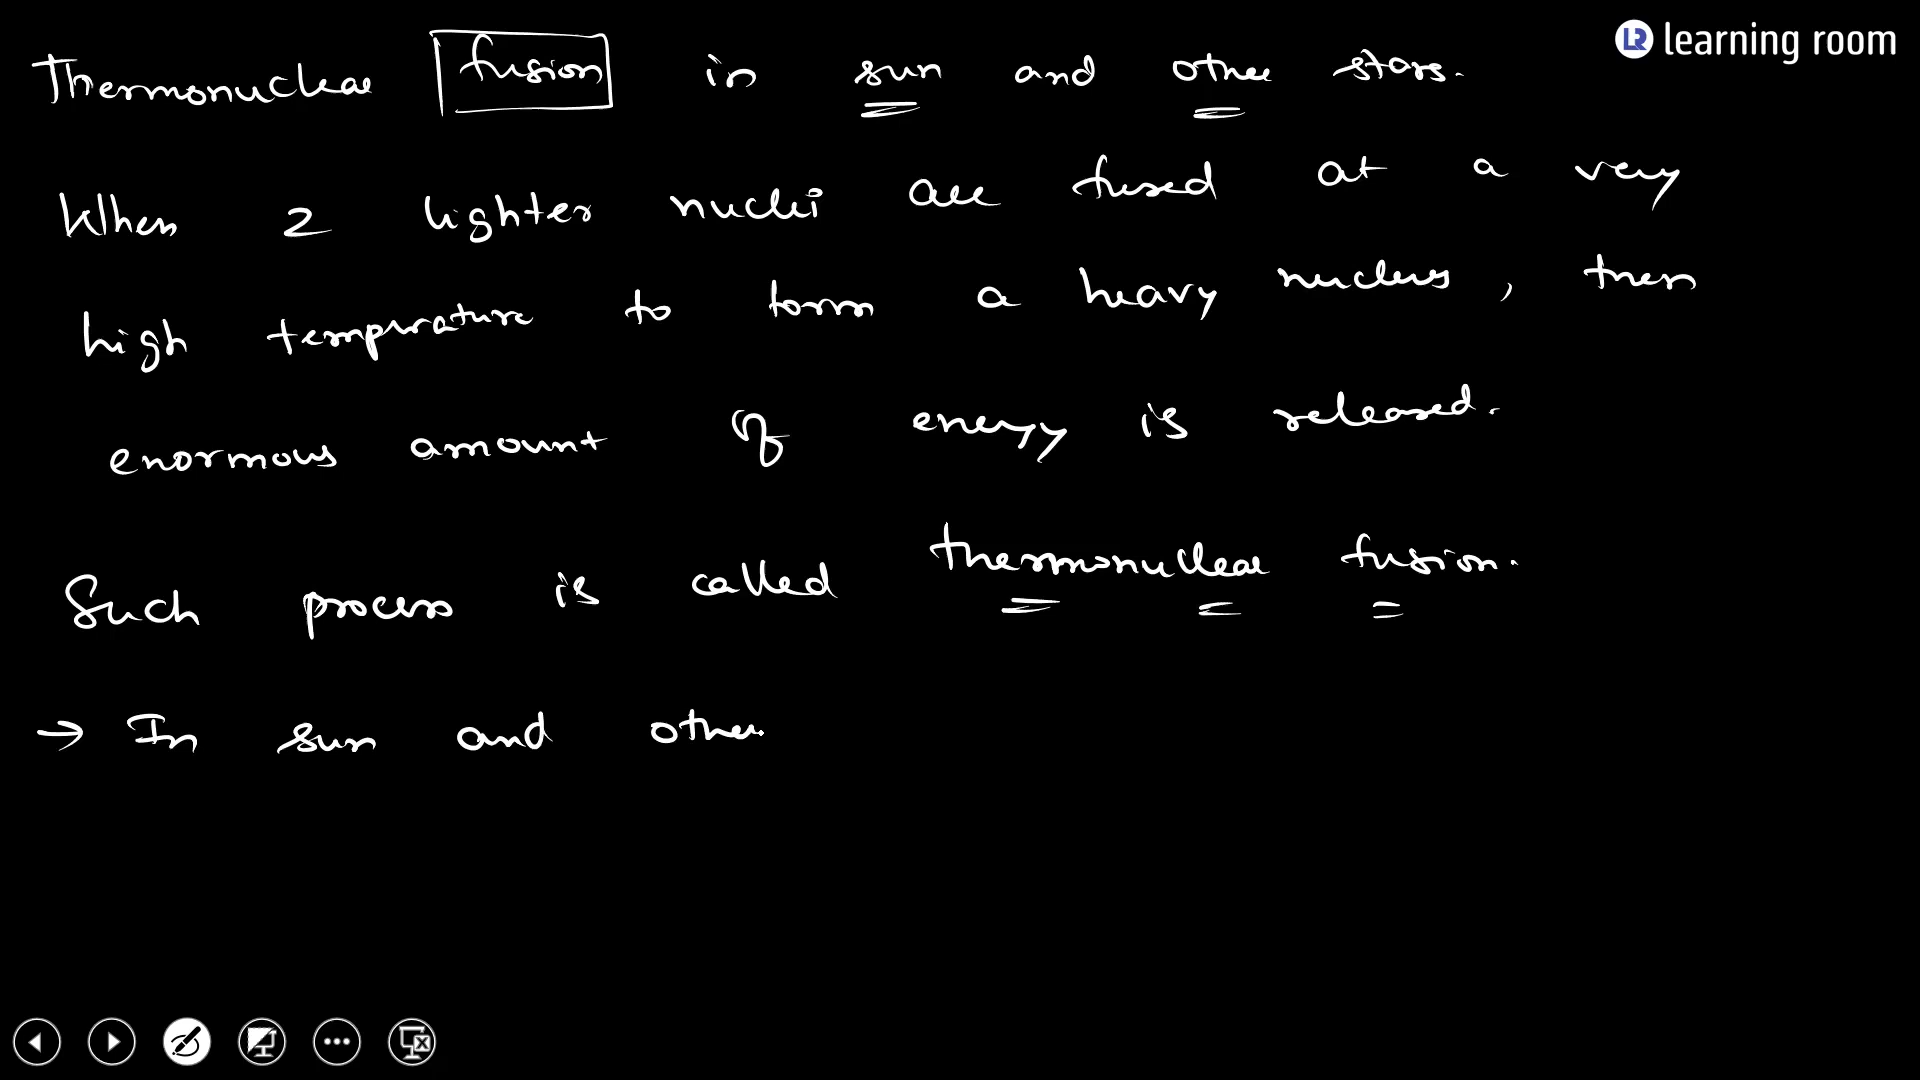 learning room
Thermonuclear fusion in sun and other stars.
When 2 lighter nuclei are fused at a very
high temperature to form a heavy nucleus, then
enormous amount of energy is released.
Such process is called thermonuclear fusion.
→ In sun and other